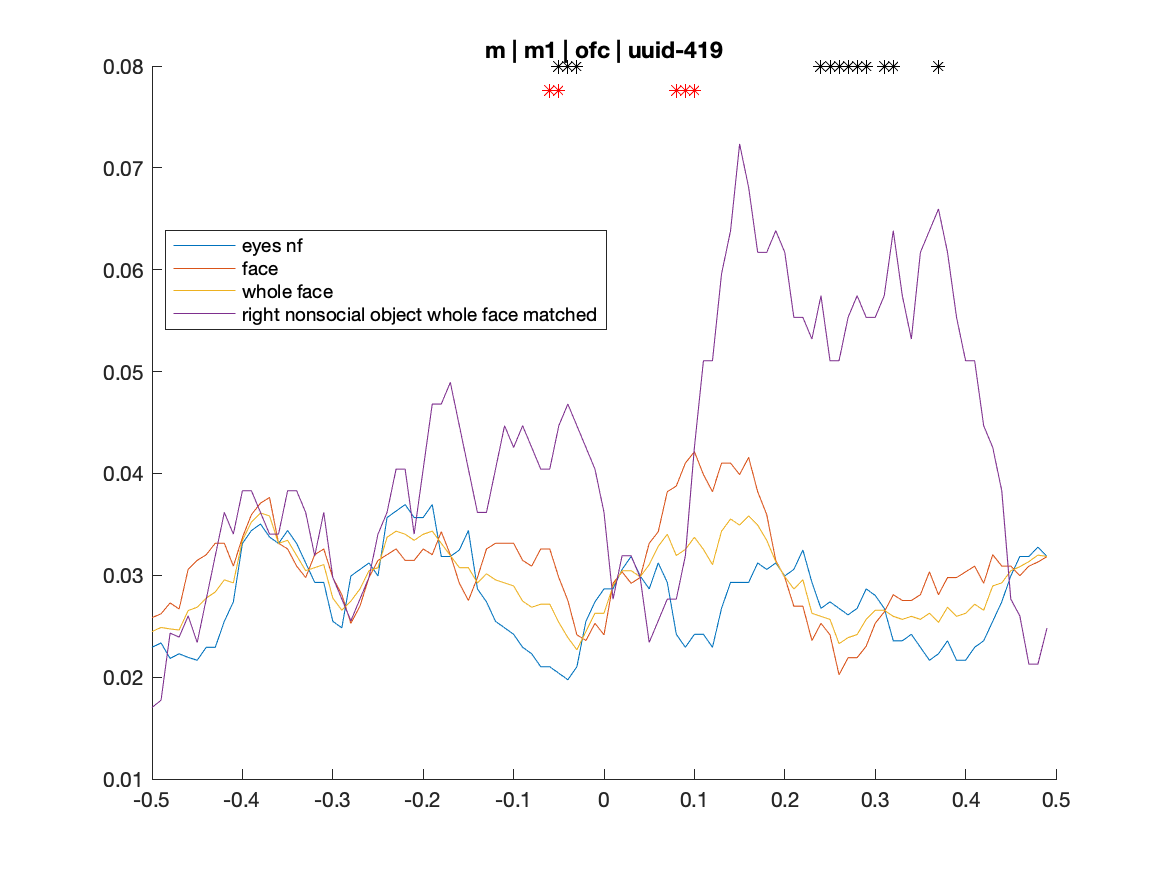 m | m1 | ofc | uuid-419
0.08
0.07
0.06
0.05
0.04
0.03
0.02
0.01
eyes nf
face
whole face
right nonsocial object whole face matched
-0.5 -0.4 -0.3 -0.2 -0.1 0 0.1 0.2 0.3 0.4 0.5